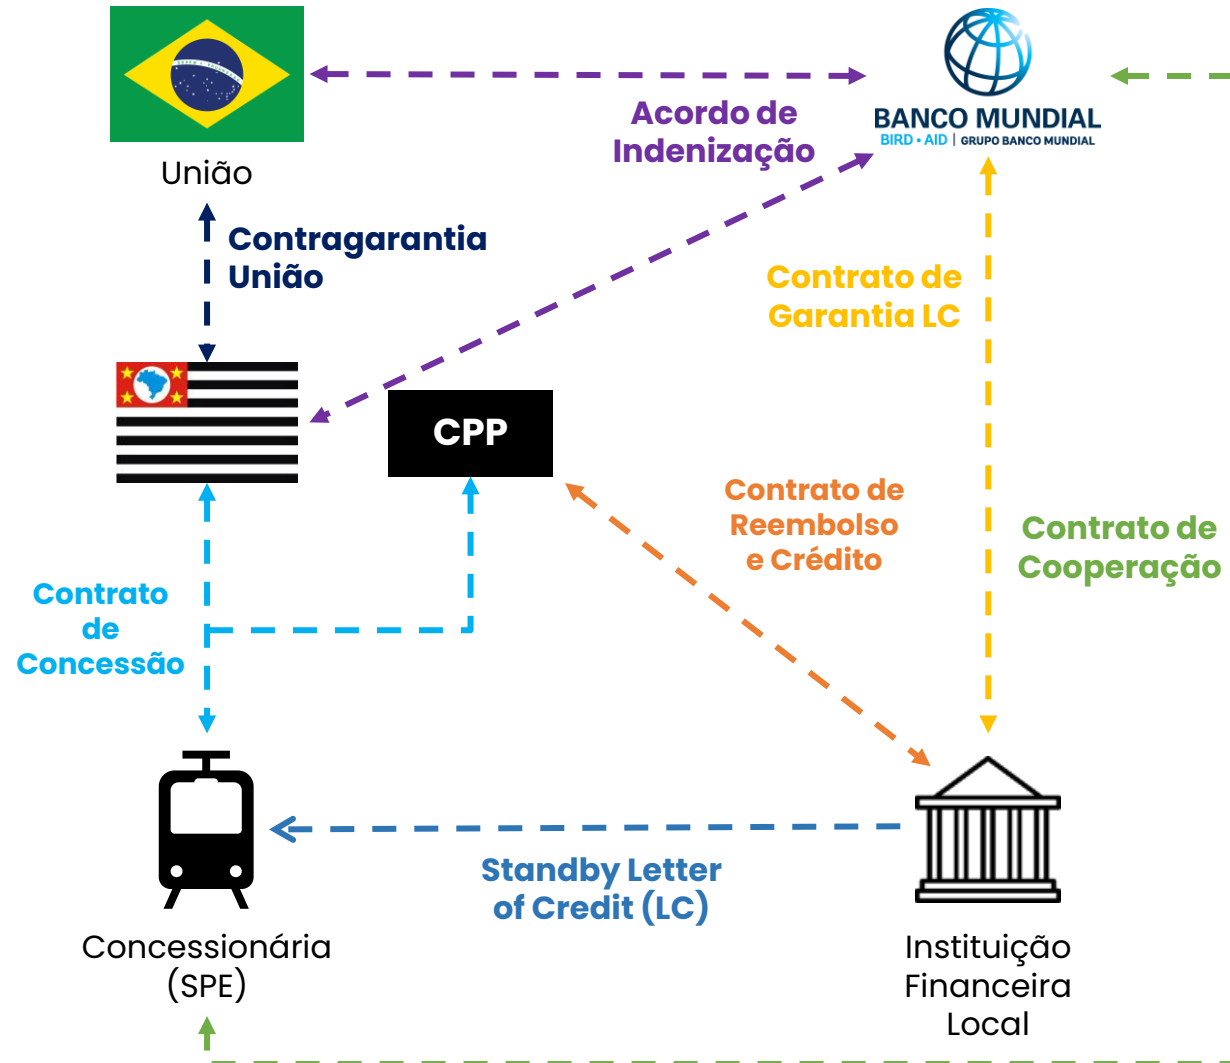 BANCO MUNDIAL
BIRD • AID | GRUPO BANCO MUNDIAL
Acordo de
Indenização
União
Contragarantia
União
Contrato de
Garantia LC
CPP
Contrato de
Reembolso
e Crédito
Contrato de
Cooperação
Contrato
de
Concessão
Standby Letter
of Credit (LC)
Concessionária
(SPE)
Instituição
Financeira
Local